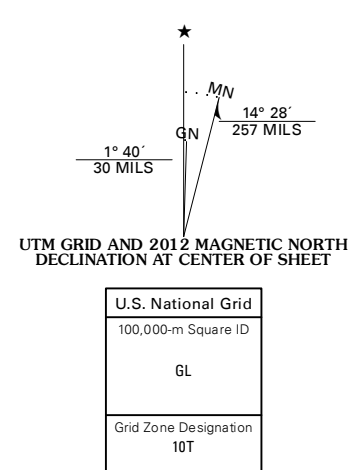 ★
MN
14° 28´
257 MILS
GN
1° 40´
30 MILS
UTM GRID AND 2012 MAGNETIC NORTH
DECLINATION AT CENTER OF SHEET
U.S. National Grid
100,000-m Square ID
GL
Grid Zone Designation
10T